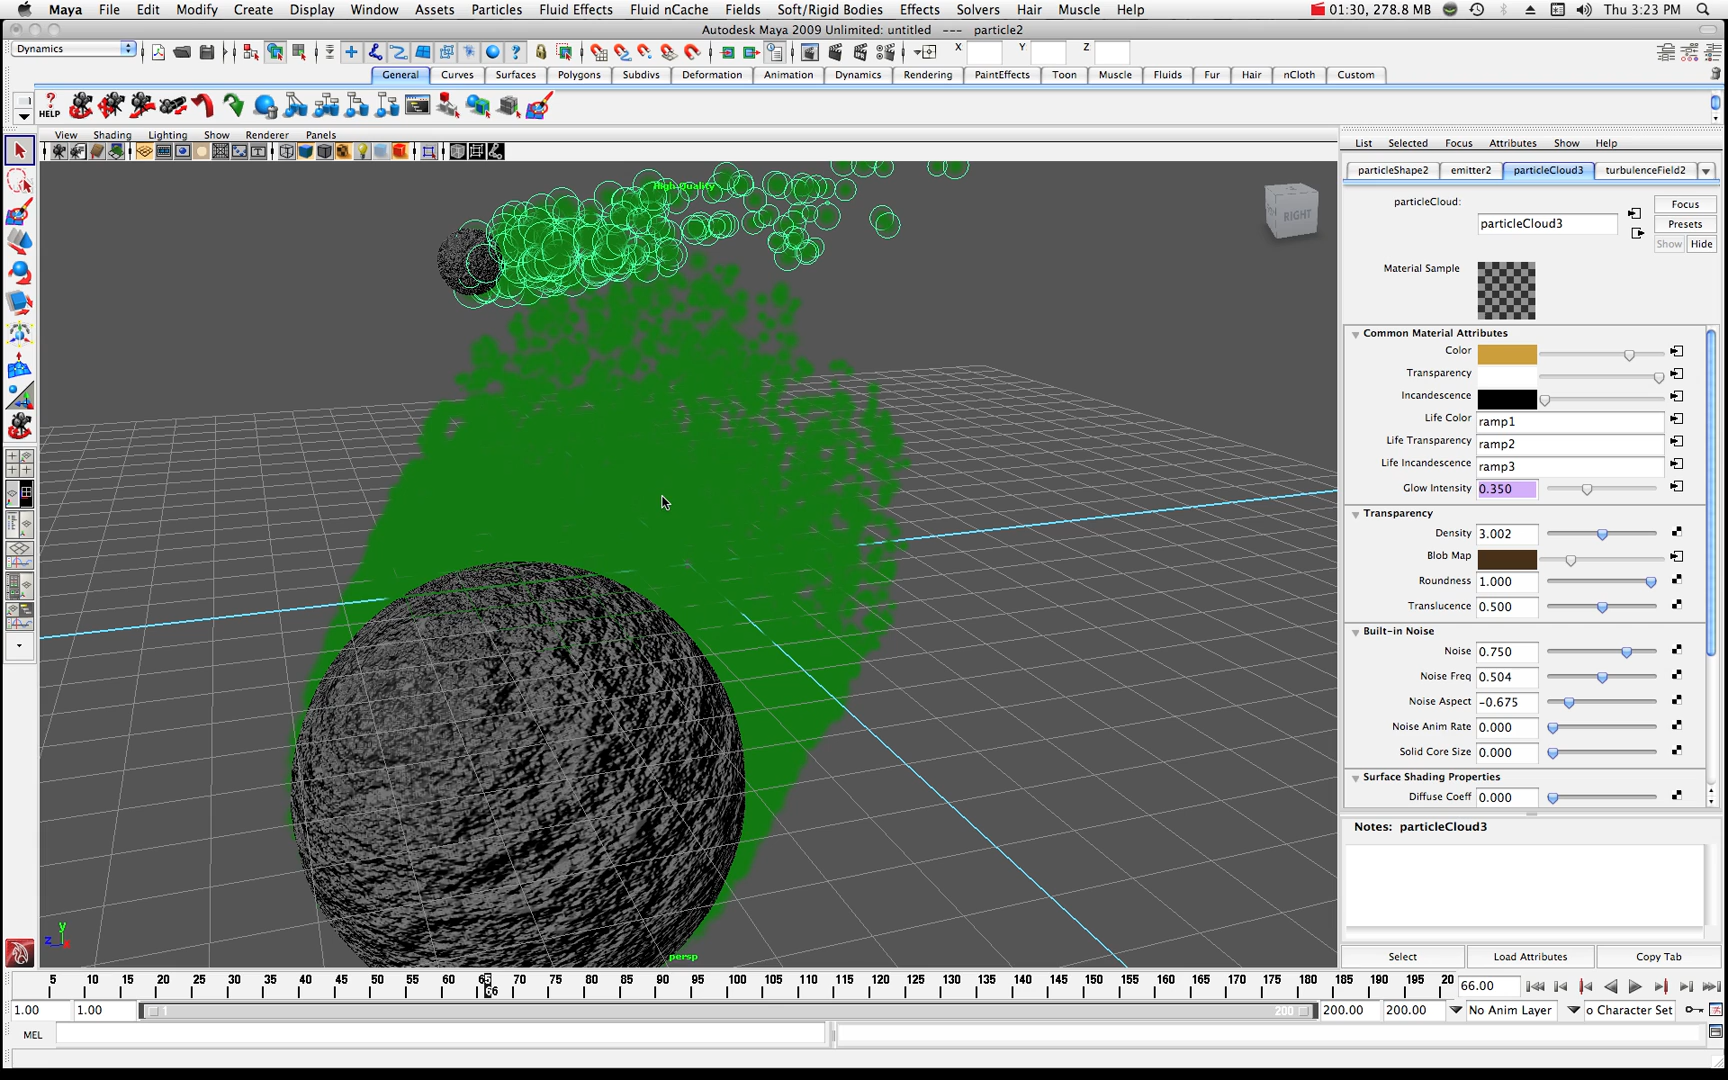 Maya File Edit Modify Create Display Window Assets Particles Fluid Effects Fluid nCache Fields Soft/Rigid Bodies Effects Solvers Hair Muscle Help 01:30, 278.8 MB Thu 3:23 PM
Autodesk Maya 2009 Unlimited: untitled --- particle2
Dynamics X Y Z
General Curves Surfaces Polygons Subdivs Deformation Animation Dynamics Rendering PaintEffects Toon Muscle Fluids Fur Hair nCloth Custom
? HELP
View Shading Lighting Show Renderer Panels
High Quality
RIGHT
List Selected Focus Attributes Show Help
particleShape2 emitter2 particleCloud3 turbulenceField2
particleCloud: particleCloud3
Focus
Presets
Show Hide
Material Sample
Common Material Attributes
Color
Transparency
Incandescence
Life Color ramp1
Life Transparency ramp2
Life Incandescence ramp3
Glow Intensity 0.350
Transparency
Density 3.002
Blob Map
Roundness 1.000
Translucence 0.500
Built-in Noise
Noise 0.750
Noise Freq 0.504
Noise Aspect -0.675
Noise Anim Rate 0.000
Solid Core Size 0.000
Surface Shading Properties
Diffuse Coeff 0.000
Notes: particleCloud3
Select Load Attributes Copy Tab
y
z
persp
5 10 15 20 25 30 35 40 45 50 55 60 65 70 75 80 85 90 95 100 105 110 115 120 125 130 135 140 145 150 155 160 165 170 175 180 185 190 195 20
66
66.00
1.00 1.00 1 200 200.00 200.00 No Anim Layer o Character Set
MEL